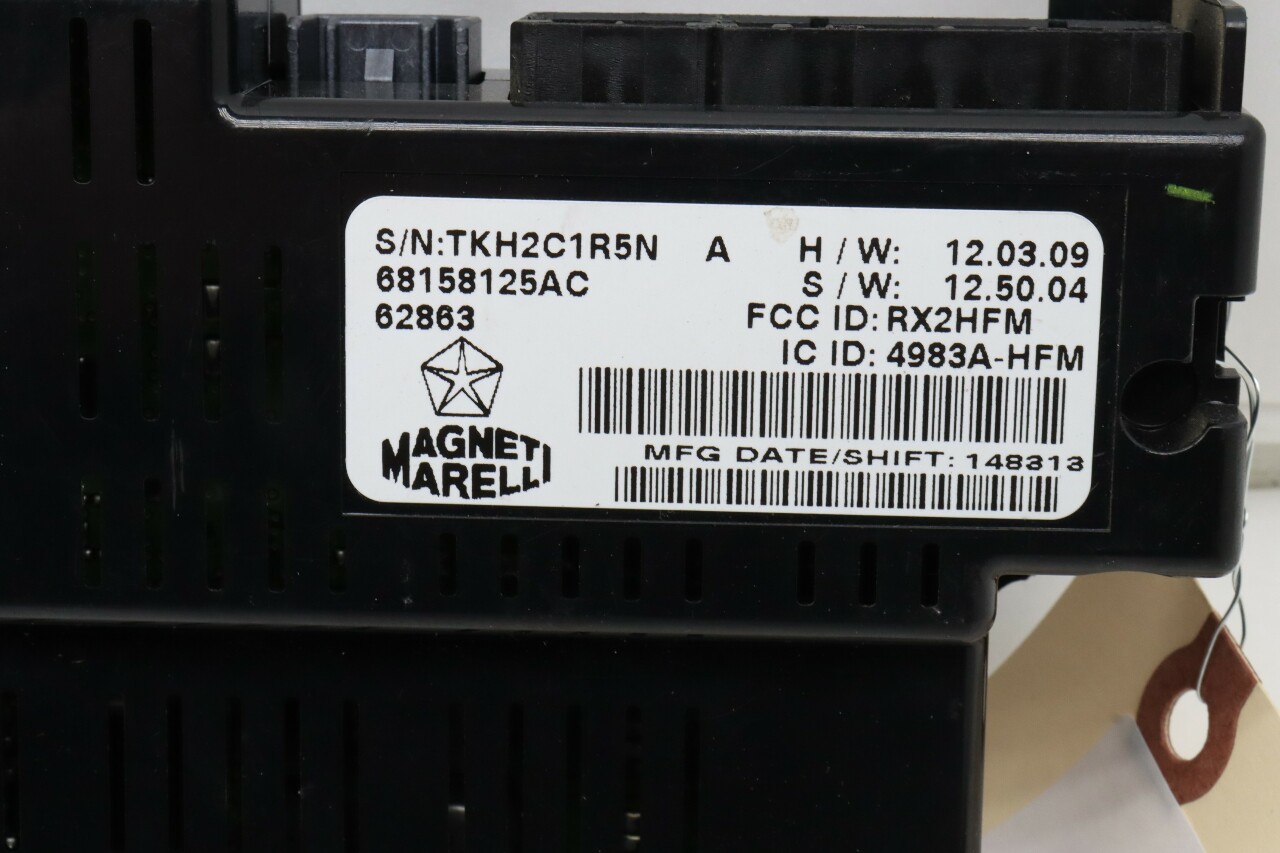 S/N:TKH2C1R5N A H / W: 12.03.09
68158125AC S / W: 12.50.04
62863 FCC ID: RX2HFM
IC ID: 4983A-HFM
MAGNETI
MARELLI
MFG DATE/SHIFT: 148313